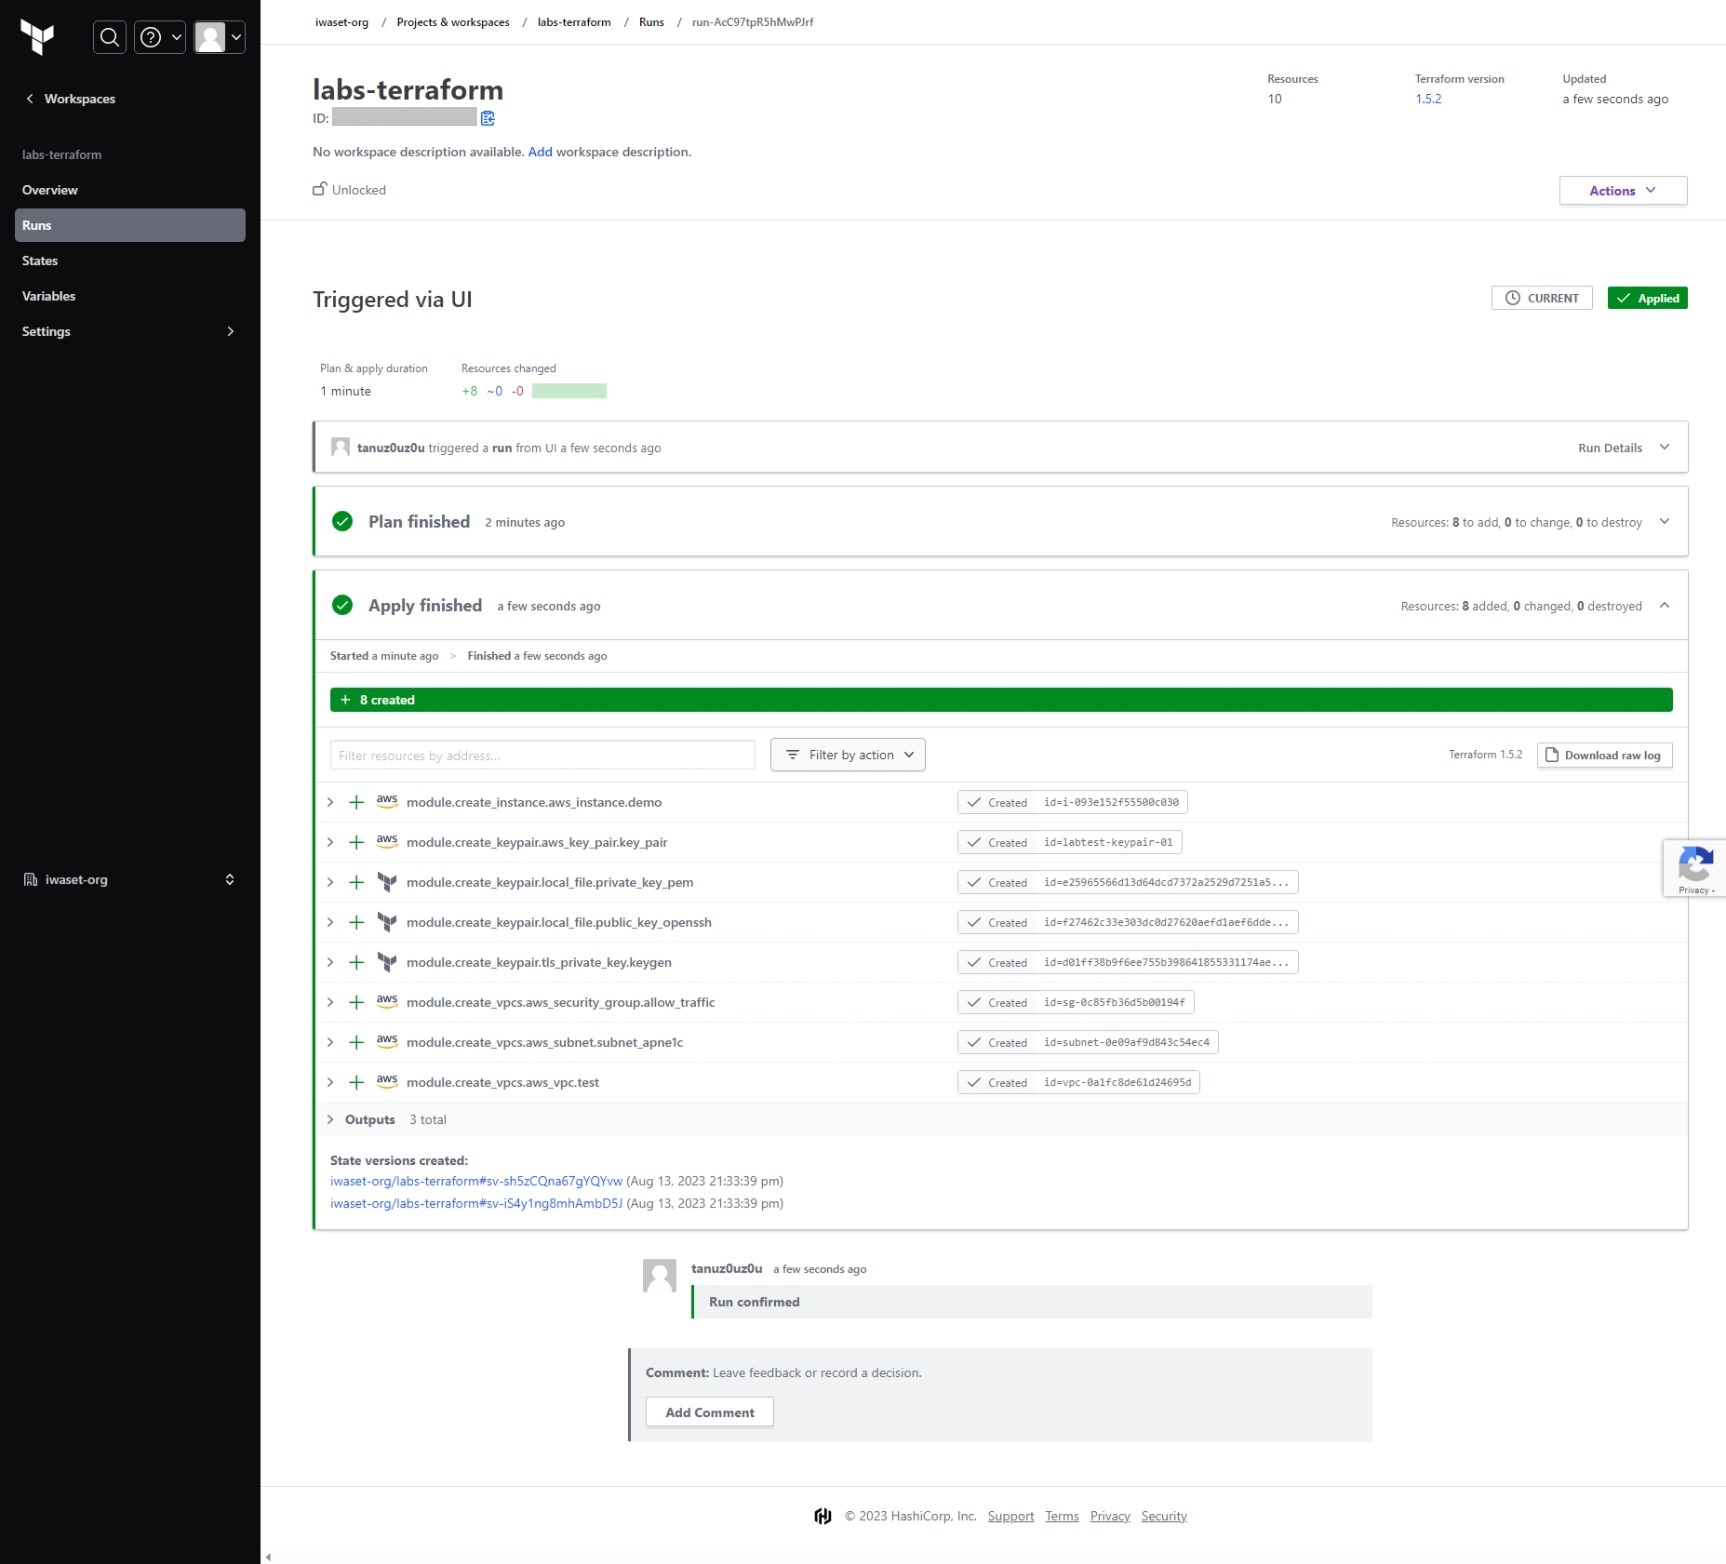 iwaset-org / Projects & workspaces / labs-terraform / Runs / run-AcC97tpR5hMwPJrf
Workspaces
labs-terraform
Overview
Runs
States
Variables
Settings
iwaset-org
labs-terraform
ID:
No workspace description available. Add workspace description.
Unlocked
Resources
10
Terraform version
1.5.2
Updated
a few seconds ago
Actions
Triggered via UI
CURRENT
Applied
Plan & apply duration
1 minute
Resources changed
+8 ~0 -0
tanuz0uz0u triggered a run from UI a few seconds ago
Run Details
Plan finished 2 minutes ago
Resources: 8 to add, 0 to change, 0 to destroy
Apply finished a few seconds ago
Resources: 8 added, 0 changed, 0 destroyed
Started a minute ago > Finished a few seconds ago
+ 8 created
Filter resources by address...
Filter by action
Terraform 1.5.2
Download raw log
aws module.create_instance.aws_instance.demo Created id=i-093e152f55500c030
aws module.create_keypair.aws_key_pair.key_pair Created id=labtest-keypair-01
module.create_keypair.local_file.private_key_pem Created id=e25965566d13d64dcd7372a2529d7251a5...
module.create_keypair.local_file.public_key_openssh Created id=f27462c33e303dc0d27620aefd1aef6dde...
module.create_keypair.tls_private_key.keygen Created id=d01ff38b9f6ee755b398641855331174ae...
aws module.create_vpcs.aws_security_group.allow_traffic Created id=sg-0c85fb36d5b00194f
aws module.create_vpcs.aws_subnet.subnet_apne1c Created id=subnet-0e09af9d843c54ec4
aws module.create_vpcs.aws_vpc.test Created id=vpc-0a1fc8de61d24695d
Outputs 3 total
State versions created:
iwaset-org/labs-terraform#sv-sh5zCQna67gYQYvw (Aug 13, 2023 21:33:39 pm)
iwaset-org/labs-terraform#sv-iS4y1ng8mhAmbD5J (Aug 13, 2023 21:33:39 pm)
Privacy -
tanuz0uz0u a few seconds ago
Run confirmed
Comment: Leave feedback or record a decision.
Add Comment
© 2023 HashiCorp, Inc. Support Terms Privacy Security